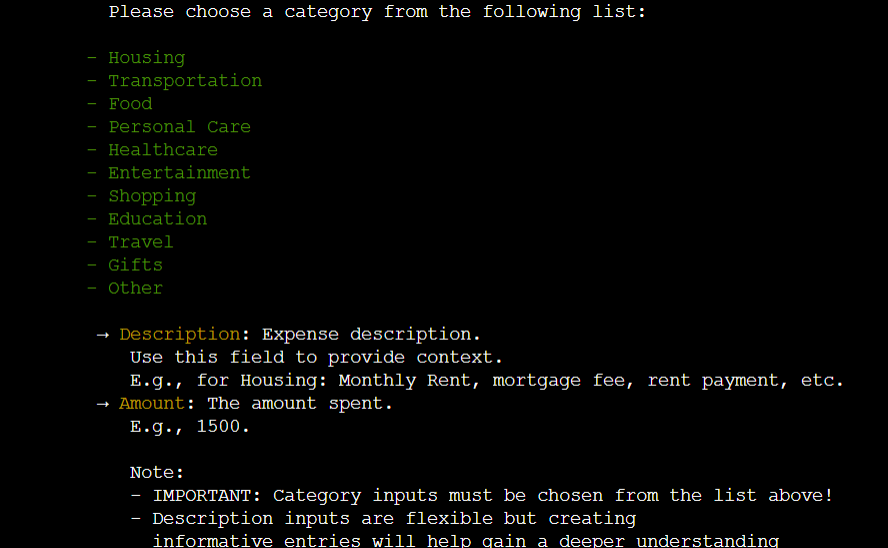 Please choose a category from the following list:
- Housing
- Transportation
- Food
- Personal Care
- Healthcare
- Entertainment
- Shopping
- Education
- Travel
- Gifts
- Other
→ Description: Expense description.
Use this field to provide context.
E.g., for Housing: Monthly Rent, mortgage fee, rent payment, etc.
→ Amount: The amount spent.
E.g., 1500.
Note:
- IMPORTANT: Category inputs must be chosen from the list above!
- Description inputs are flexible but creating
informative entries will help gain a deeper understanding